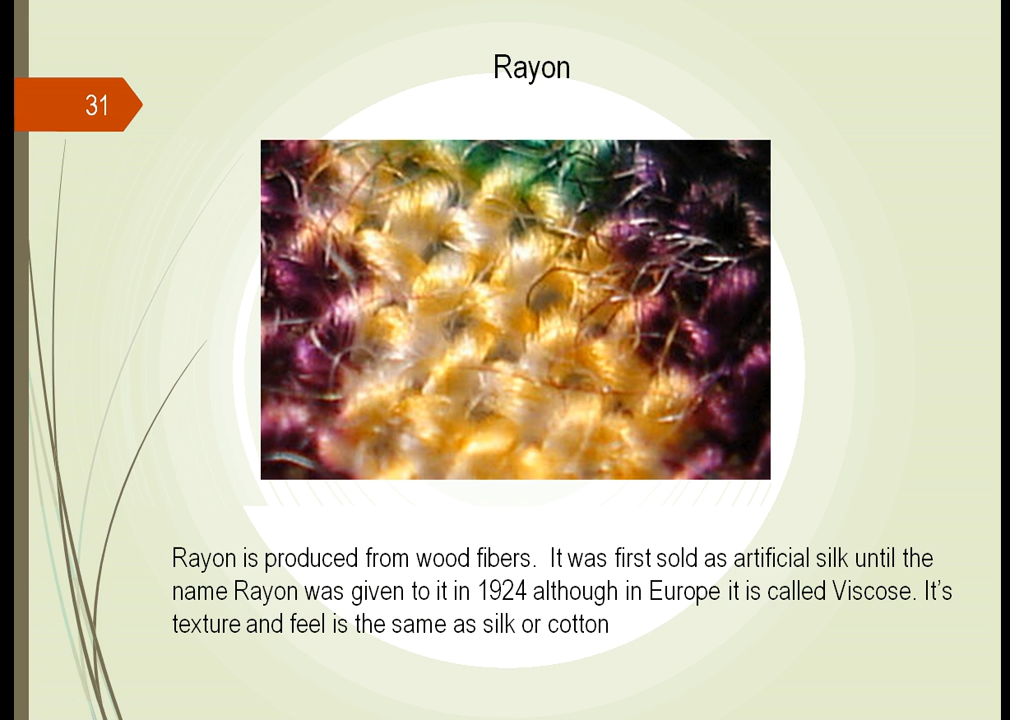 Rayon
31
Rayon is produced from wood fibers.  It was first sold as artificial silk until the
name Rayon was given to it in 1924 although in Europe it is called Viscose. It’s
texture and feel is the same as silk or cotton